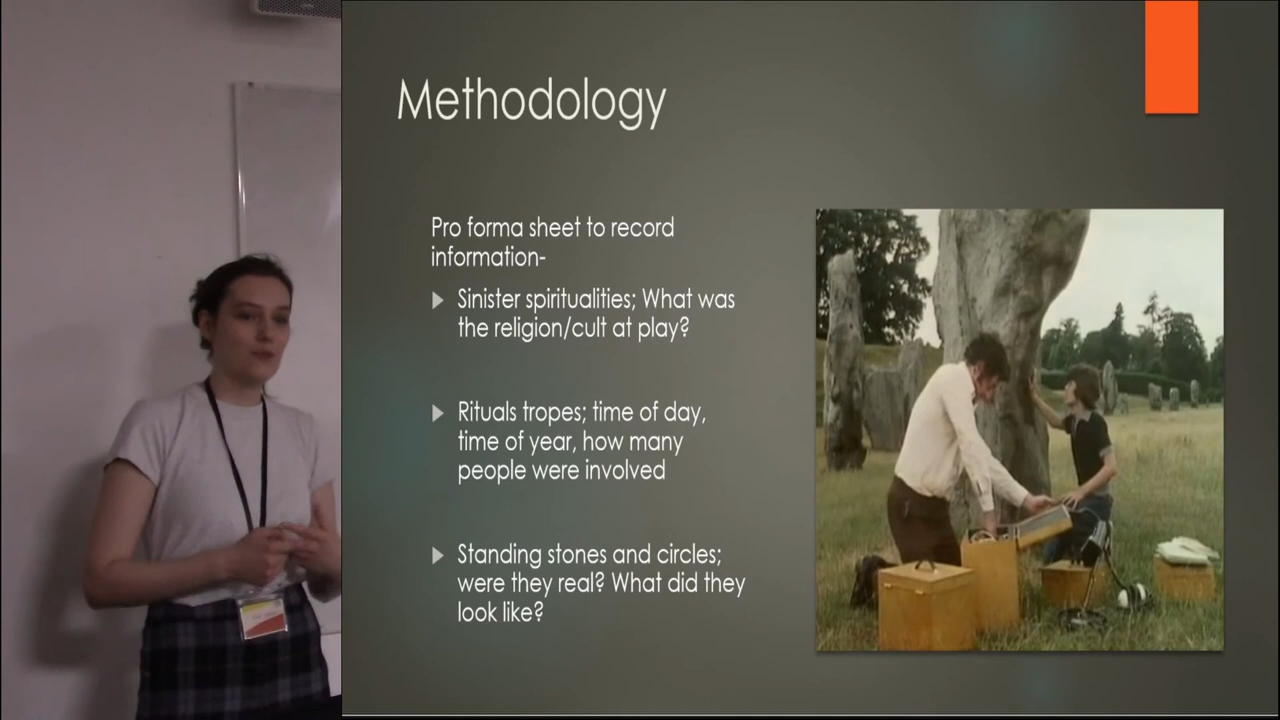 Methodology
Pro forma sheet to record
information-
Sinister spiritualities; What was
the religion/cult at play?
Rituals tropes; time of day,
time of year, how many
people were involved
Standing stones and circles;
were they real? What did they
look like?